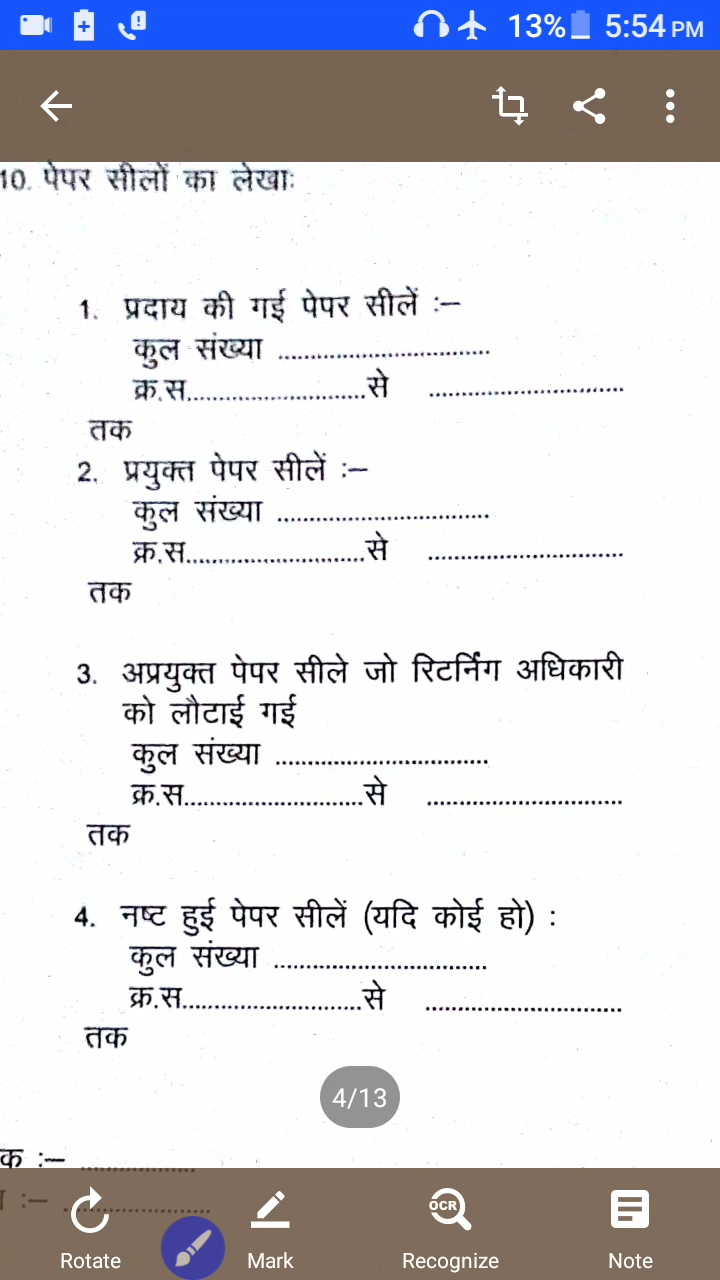 13% 5:54 PM
10. पेपर सीलों का लेखाः
1. प्रदाय की गई पेपर सीलें :–
कुल संख्या ................................
क्र.स...........................से ..............................
तक
2. प्रयुक्त पेपर सीलें :–
कुल संख्या ................................
क्र.स...........................से ..............................
तक
3. अप्रयुक्त पेपर सीले जो रिटर्निंग अधिकारी
को लौटाई गई
कुल संख्या ................................
क्र.स...........................से ..............................
तक
4. नष्ट हुई पेपर सीलें (यदि कोई हो) :
कुल संख्या ................................
क्र.स...........................से ..............................
तक
4/13
क :– ..................
:– ......................
OCR
Rotate Mark Recognize Note